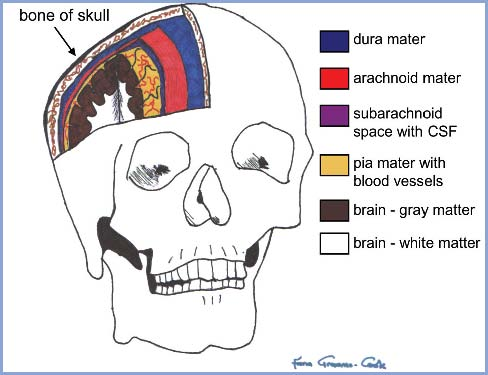 bone of skull
dura mater
arachnoid mater
subarachnoid
space with CSF
pia mater with
blood vessels
brain - gray matter
brain - white matter